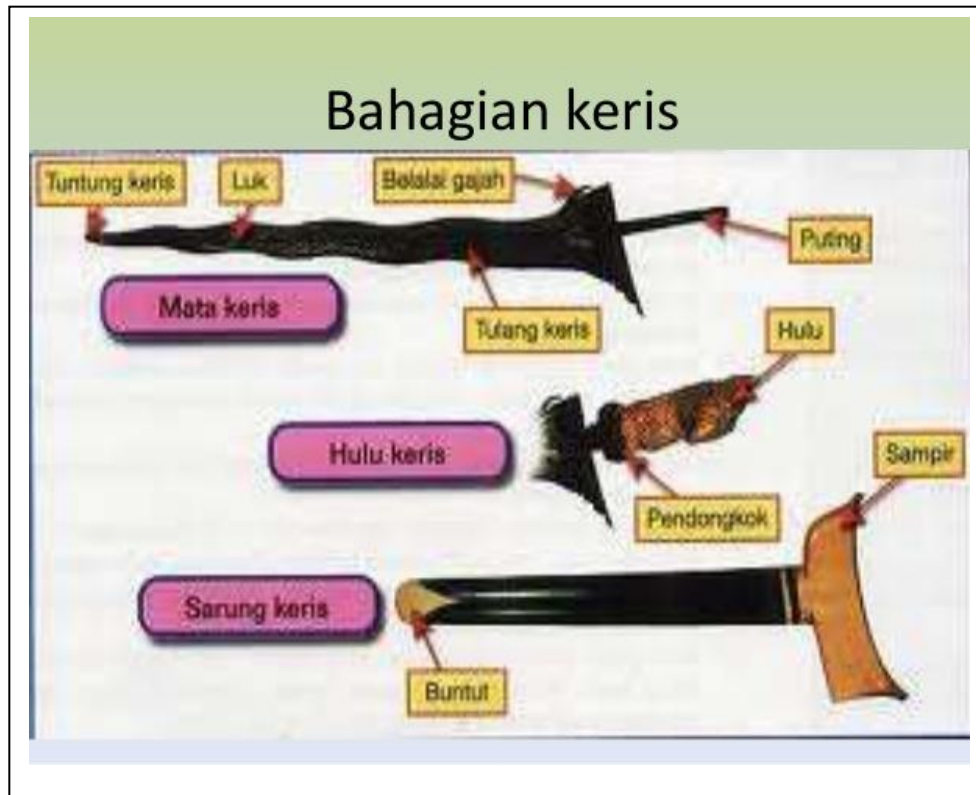 Bahagian keris
Tuntung keris
Luk
Belalai gajah
Puting
Mata keris
Tulang keris
Hulu
Hulu keris
Sampir
Pendongkok
Sarung keris
Buntut